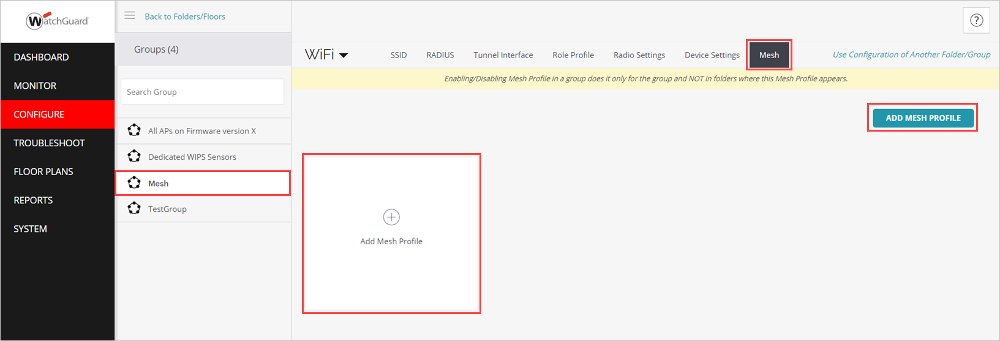 WatchGuard
DASHBOARD
MONITOR
CONFIGURE
TROUBLESHOOT
FLOOR PLANS
REPORTS
SYSTEM
Back to Folders/Floors
Groups (4)
Search Group
All APs on Firmware version X
Dedicated WIPS Sensors
Mesh
TestGroup
?
WiFi SSID RADIUS Tunnel Interface Role Profile Radio Settings Device Settings Mesh Use Configuration of Another Folder/Group
Enabling/Disabling Mesh Profile in a group does it only for the group and NOT in folders where this Mesh Profile appears.
ADD MESH PROFILE
Add Mesh Profile